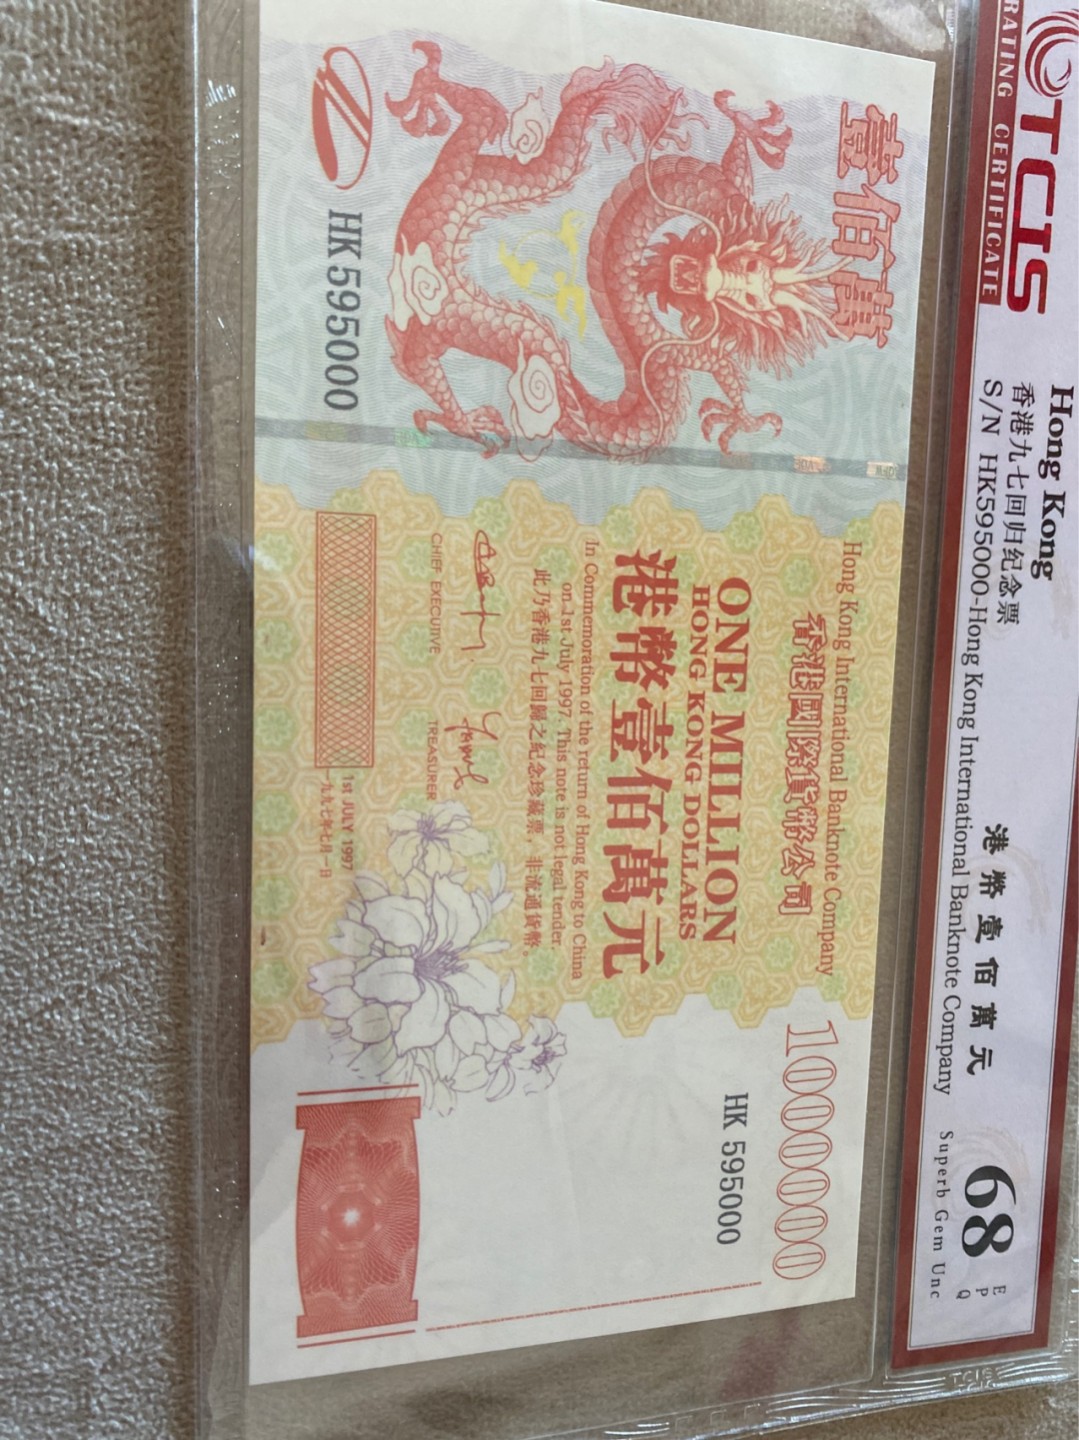 TCIS
RATING CERTIFICATE
Hong Kong
香港九七回归纪念票
S/N HK595000-Hong Kong International Banknote Company
港幣壹佰萬元
68
E
P
Q
Superb Gem Unc
壹佰萬
HK 595000
Hong Kong International Banknote Company
香港國際貨幣公司
ONE MILLION
HONG KONG DOLLARS
港幣壹佰萬元
In Commemoration of the return of Hong Kong to China
on 1st July 1997. This note is not legal tender.
此乃香港九七回歸之紀念珍藏票，非流通貨幣。
CHIEF EXECUTIVE
TREASURER
1st JULY 1997
一九九七年七月一日
1000000
HK 595000
TCIS